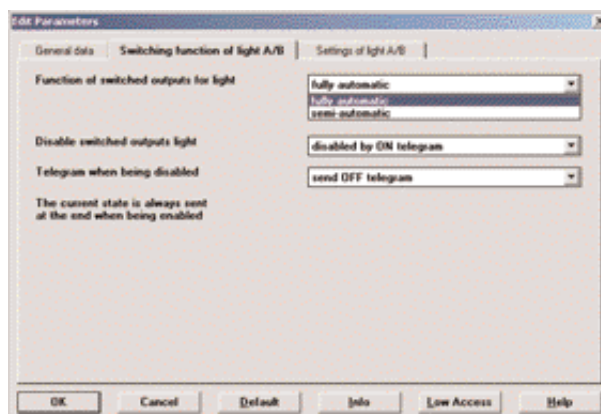 Edit Parameters
General data Switching function of light A/B Settings of light A/B
Function of switched outputs for light fully automatic
fully automatic
semi-automatic
Disable switched outputs light disabled by ON telegram
Telegram when being disabled send OFF telegram
The current state is always sent
at the end when being enabled
OK Cancel Default Info Low Access Help